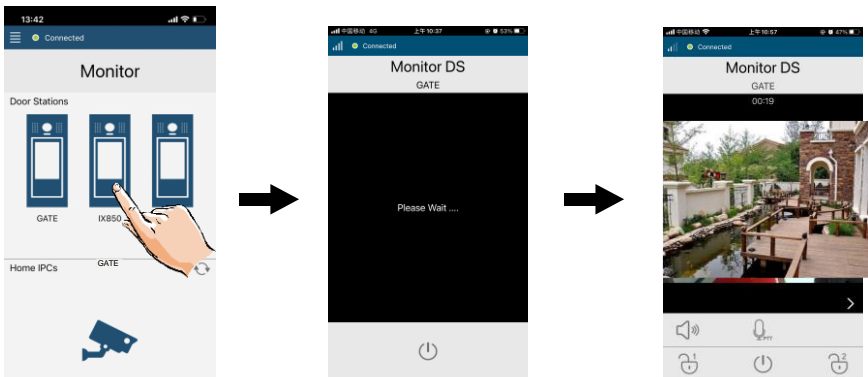 13:42
Connected
Monitor
Door Stations
GATE
IX850
GATE
Home IPCs
中国移动 4G 上午10:37 53%
Connected
Monitor DS
GATE
Please Wait ....
中国移动 上午10:57 47%
Connected
Monitor DS
GATE
00:19
PTT
1
2